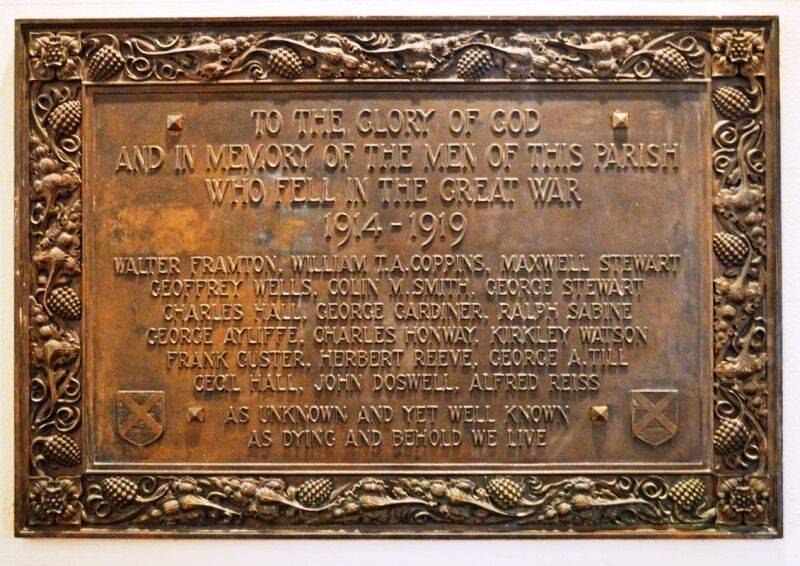 TO THE GLORY OF GOD
AND IN MEMORY OF THE MEN OF THIS PARISH
WHO FELL IN THE GREAT WAR
1914-1919
WALTER FRAMTON. WILLIAM T.A.COPPINS. MAXWELL STEWART
GEOFFREY WELLS. COLIN M.SMITH. GEORGE STEWART
CHARLES HALL. GEORGE GARDINER. RALPH SABINE
GEORGE AYLIFFE. CHARLES HONWAY. KIRKLEY WATSON
FRANK GUSTER. HERBERT REEVE. GEORGE A.TILL
CECIL HALL. JOHN DOSWELL. ALFRED REISS
AS UNKNOWN AND YET WELL KNOWN
AS DYING AND BEHOLD WE LIVE